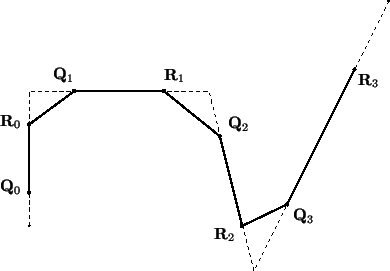 Q₁ R₁
R₃
R₀ Q₂
Q₀
R₂ Q₃